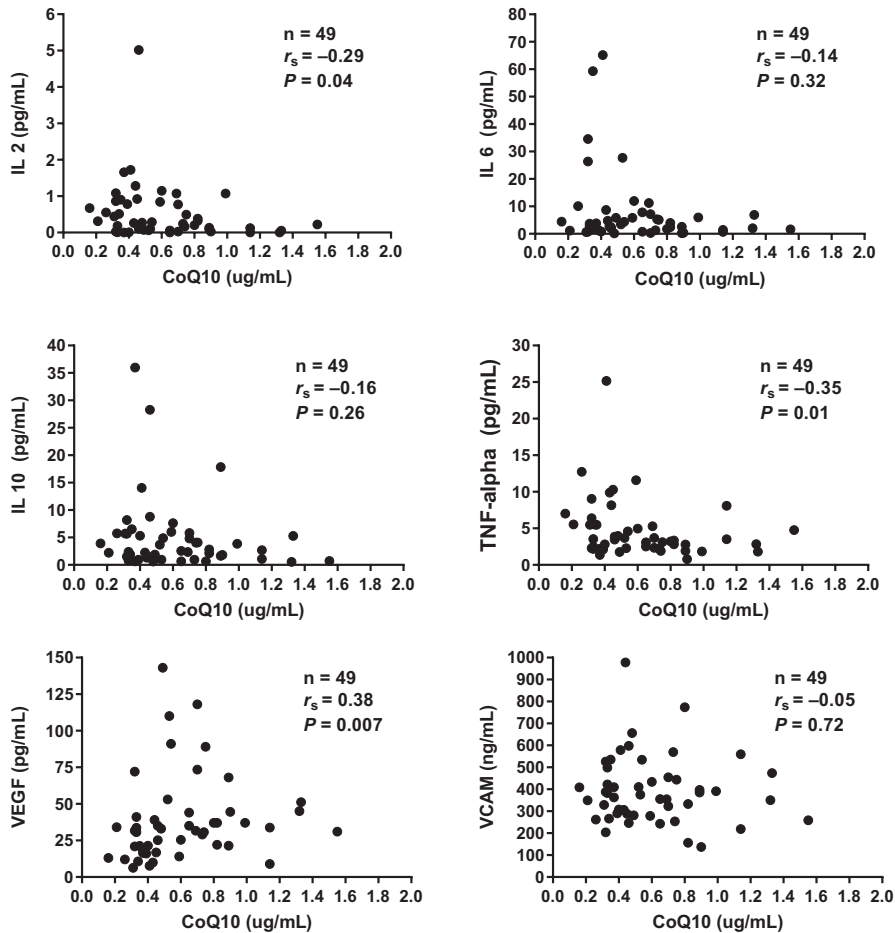 n = 49
rs = –0.29
P = 0.04
IL 2 (pg/mL)
6
5
4
3
2
1
0
0.0 0.2 0.4 0.6 0.8 1.0 1.2 1.4 1.6 1.8 2.0
CoQ10 (ug/mL)
n = 49
rs = –0.14
P = 0.32
IL 6 (pg/mL)
80
70
60
50
40
30
20
10
0
0.0 0.2 0.4 0.6 0.8 1.0 1.2 1.4 1.6 1.8 2.0
CoQ10 (ug/mL)
n = 49
rs = –0.16
P = 0.26
IL 10 (pg/mL)
40
35
30
25
20
15
10
5
0
0.0 0.2 0.4 0.6 0.8 1.0 1.2 1.4 1.6 1.8 2.0
CoQ10 (ug/mL)
n = 49
rs = –0.35
P = 0.01
TNF-alpha (pg/mL)
30
25
20
15
10
5
0
0.0 0.2 0.4 0.6 0.8 1.0 1.2 1.4 1.6 1.8 2.0
CoQ10 (ug/mL)
n = 49
rs = 0.38
P = 0.007
VEGF (pg/mL)
150
125
100
75
50
25
0
0.0 0.2 0.4 0.6 0.8 1.0 1.2 1.4 1.6 1.8 2.0
CoQ10 (ug/mL)
n = 49
rs = –0.05
P = 0.72
VCAM (ng/mL)
1000
900
800
700
600
500
400
300
200
100
000
0.0 0.2 0.4 0.6 0.8 1.0 1.2 1.4 1.6 1.8 2.0
CoQ10 (ug/mL)